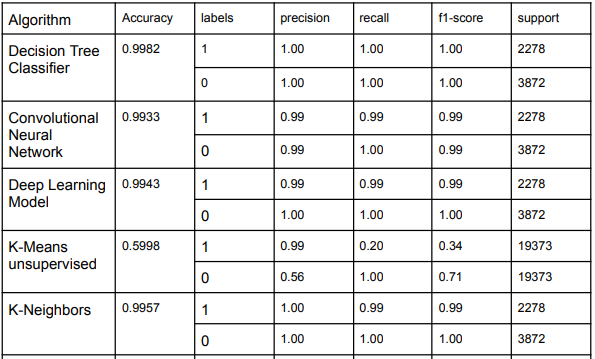 Algorithm Accuracy labels precision recall f1-score support
Decision Tree 0.9982 1 1.00 1.00 1.00 2278
Classifier
0 1.00 1.00 1.00 3872
Convolutional 0.9933 1 0.99 0.99 0.99 2278
Neural
Network 0 0.99 1.00 0.99 3872
Deep Learning 0.9943 1 0.99 0.99 0.99 2278
Model
0 1.00 1.00 1.00 3872
K-Means 0.5998 1 0.99 0.20 0.34 19373
unsupervised
0 0.56 1.00 0.71 19373
K-Neighbors 0.9957 1 1.00 0.99 0.99 2278
0 1.00 1.00 1.00 3872